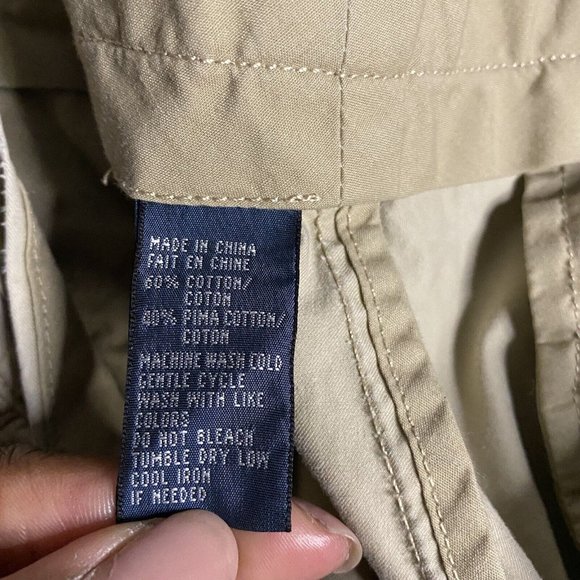 MADE IN CHINA
FAIT EN CHINE
60% COTTON/
COTON
40% PIMA COTTON/
COTON
MACHINE WASH COLD
GENTLE CYCLE
WASH WITH LIKE
COLORS
DO NOT BLEACH
TUMBLE DRY LOW
COOL IRON
IF NEEDED